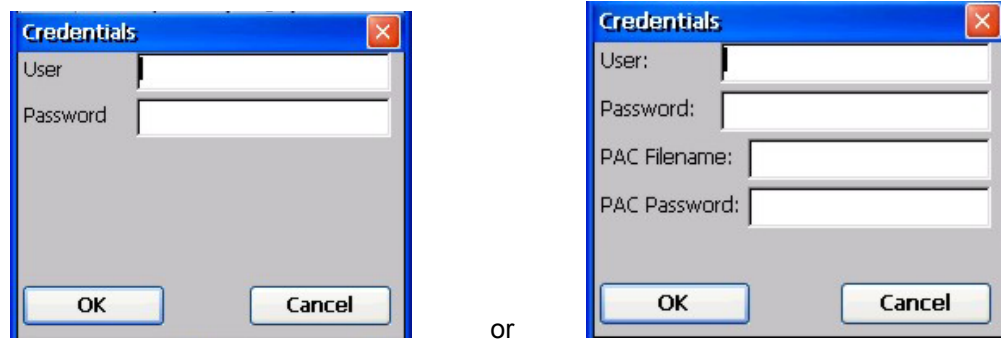 Credentials
User
Password
OK Cancel
or
Credentials
User:
Password:
PAC Filename:
PAC Password:
OK Cancel